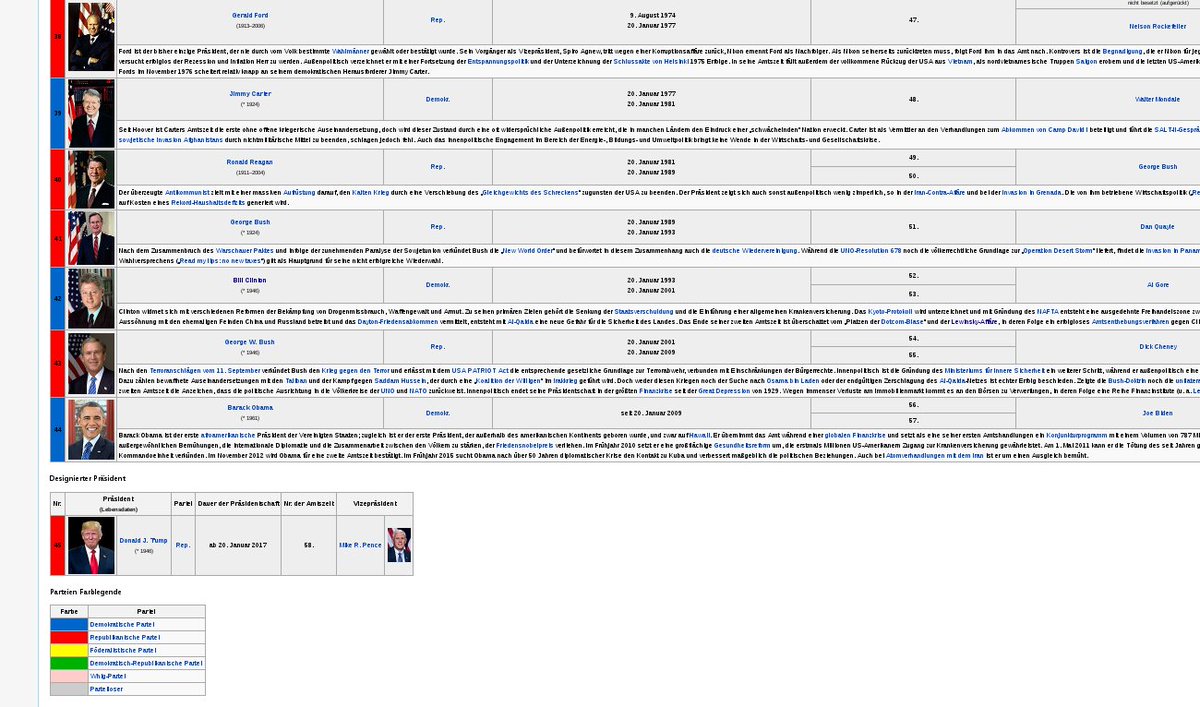 nicht besetzt (aufgerückt)
38
Gerald Ford
(1913–2006)
Rep.
9. August 1974
20. Januar 1977
47.
Nelson Rockefeller
Ford ist der bisher einzige Präsident, der nie durch vom Volk bestimmte Wahlmänner gewählt oder bestätigt wurde. Sein Vorgänger als Vizepräsident, Spiro Agnew, tritt wegen einer Korruptionsaffäre zurück, Nixon ernennt Ford als Nachfolger. Als Nixon seinerseits zurücktreten muss, folgt Ford ihm in das Amt nach. Kontrovers ist die Begnadigung, die er Nixon für
versucht erfolglos der Rezession und Inflation Herr zu werden. Außenpolitisch verzeichnet er mit einer Fortsetzung der Entspannungspolitik und der Unterzeichnung der Schlussakte von Helsinki 1975 Erfolge. In seine Amtszeit fällt außerdem der vollkommene Rückzug der USA aus Vietnam, als nordvietnamesische Truppen Saigon erobern und die letzten
Fords im November 1976 scheitert relativ knapp an seinem demokratischen Herausforderer Jimmy Carter.
39
Jimmy Carter
(* 1924)
Demokr.
20. Januar 1977
20. Januar 1981
48.
Walter Mondale
Seit Hoover ist Carters Amtszeit die erste ohne offene kriegerische Auseinandersetzung, doch wird dieser Zustand durch eine oft widersprüchliche Außenpolitik erreicht, die in manchen Ländern den Eindruck einer „schwächelnden“ Nation erweckt. Carter ist als Vermittler an den Verhandlungen zum Abkommen von Camp David I beteiligt und führt die
sowjetische Invasion Afghanistans durch nichtmilitärische Mittel zu beenden, schlagen jedoch fehl. Auch das innenpolitische Engagement im Bereich der Energie-, Bildungs- und Umweltpolitik bringt keine Wende in der Wirtschafts- und Gesellschaftskrise.
40
Ronald Reagan
(1911–2004)
Rep.
20. Januar 1981
20. Januar 1989
49.
50.
George Bush
Der überzeugte Antikommunist zielt mit einer massiven Aufrüstung darauf, den Kalten Krieg durch eine Verschiebung des „Gleichgewichts des Schreckens“ zugunsten der USA zu beenden. Der Präsident zeigt sich auch sonst außenpolitisch wenig zimperlich, so in der Iran-Contra-Affäre und bei der Invasion in Grenada. Die von ihm betriebene Wirtschaftspolitik
auf Kosten eines Rekord-Haushaltsdefizits generiert wird.
41
George Bush
(* 1924)
Rep.
20. Januar 1989
20. Januar 1993
51.
Dan Quayle
Nach dem Zusammenbruch des Warschauer Paktes und infolge der zunehmenden Paralyse der Sowjetunion verkündet Bush die „New World Order“ und befürwortet in diesem Zusammenhang auch die deutsche Wiedervereinigung. Während die UNO-Resolution 678 noch die völkerrechtliche Grundlage zur „Operation Desert Storm“ liefert, findet die Invasion in
Wahlversprechens („Read my lips: no new taxes“) gilt als Hauptgrund für seine nicht erfolgreiche Wiederwahl.
42
Bill Clinton
(* 1946)
Demokr.
20. Januar 1993
20. Januar 2001
52.
53.
Al Gore
Clinton widmet sich mit verschiedenen Reformen der Bekämpfung von Drogenmissbrauch, Waffengewalt und Armut. Zu seinen primären Zielen gehört die Senkung der Staatsverschuldung und die Einführung einer allgemeinen Krankenversicherung. Das Kyoto-Protokoll wird unterzeichnet und mit Gründung des NAFTA entsteht eine ausgedehnte Freihandelszone
Aussöhnung mit den ehemaligen Feinden China und Russland betreibt und das Dayton-Friedensabkommen vermittelt, entsteht mit Al-Qaida eine neue Gefahr für die Sicherheit des Landes. Das Ende seiner zweiten Amtszeit ist überschattet vom „Platzen der Dotcom-Blase“ und der Lewinsky-Affäre, in deren Folge ein erfolgloses Amtsenthebungsverfahren gegen
43
George W. Bush
(* 1946)
Rep.
20. Januar 2001
20. Januar 2009
54.
55.
Dick Cheney
Nach den Terroranschlägen vom 11. September verkündet Bush den Krieg gegen den Terror und erlässt mit dem USA PATRIOT Act die entsprechende gesetzliche Grundlage zur Terrorabwehr, verbunden mit Einschränkungen der Bürgerrechte. Innenpolitisch ist die Gründung des Ministeriums für Innere Sicherheit ein weiterer Schritt, während außenpolitisch eine
Dazu zählen bewaffnete Auseinandersetzungen mit den Taliban und der Kampf gegen Saddam Hussein, der durch eine „Koalition der Willigen“ im Irakkrieg geführt wird. Doch weder diesen Kriegen noch der Suche nach Osama bin Laden oder der endgültigen Zerschlagung des Al-Qaida-Netzes ist echter Erfolg beschieden. Zeigte die Bush-Doktrin noch die
zweiten Amtszeit die Anzeichen, dass die politische Ausrichtung in die Völkerreise der UNO und NATO zurückweist. Innenpolitisch endet seine Präsidentschaft in der größten Finanzkrise seit der Great Depression von 1929. Wegen immenser Verluste am Immobilienmarkt kommt es an den Börsen zu Verwerfungen, in deren Folge eine Reihe Finanzinstitute (u. a.
44
Barack Obama
(* 1961)
Demokr.
seit 20. Januar 2009
56.
57.
Joe Biden
Barack Obama ist der erste afroamerikanische Präsident der Vereinigten Staaten; zugleich ist er der erste Präsident, der außerhalb des amerikanischen Kontinents geboren wurde, und zwar auf Hawaii. Er übernimmt das Amt während einer globalen Finanzkrise und setzt als eine seiner ersten Amtshandlungen ein Konjunkturprogramm mit einem Volumen von 787
außergewöhnlichen Bemühungen, die internationale Diplomatie und die Zusammenarbeit zwischen den Völkern zu stärken, der Friedensnobelpreis verliehen. Im Frühjahr 2010 setzt er eine großflächige Gesundheitsreform um, die erstmals Millionen US-Amerikanern Zugang zur Krankenversicherung gewährleistet. Am 1. Mai 2011 kann er die Tötung des seit Jahren
Kommandoeinheit verkünden. Im November 2012 wird Obama für eine zweite Amtszeit bestätigt. Im Frühjahr 2015 sucht Obama nach über 50 Jahren diplomatischer Krise den Kontakt zu Kuba und verbessert maßgeblich die politischen Beziehungen. Auch bei Atomverhandlungen mit dem Iran ist er um einen Ausgleich bemüht.
Designierter Präsident
Nr.
Präsident
(Lebensdaten)
Partei
Dauer der Präsidentschaft
Nr. der Amtszeit
Vizepräsident
45
Donald J. Trump
(* 1946)
Rep.
ab 20. Januar 2017
58.
Mike R. Pence
Parteien Farblegende
Farbe
Partei
Demokratische Partei
Republikanische Partei
Föderalistische Partei
Demokratisch-Republikanische Partei
Whig-Partei
Parteiloser